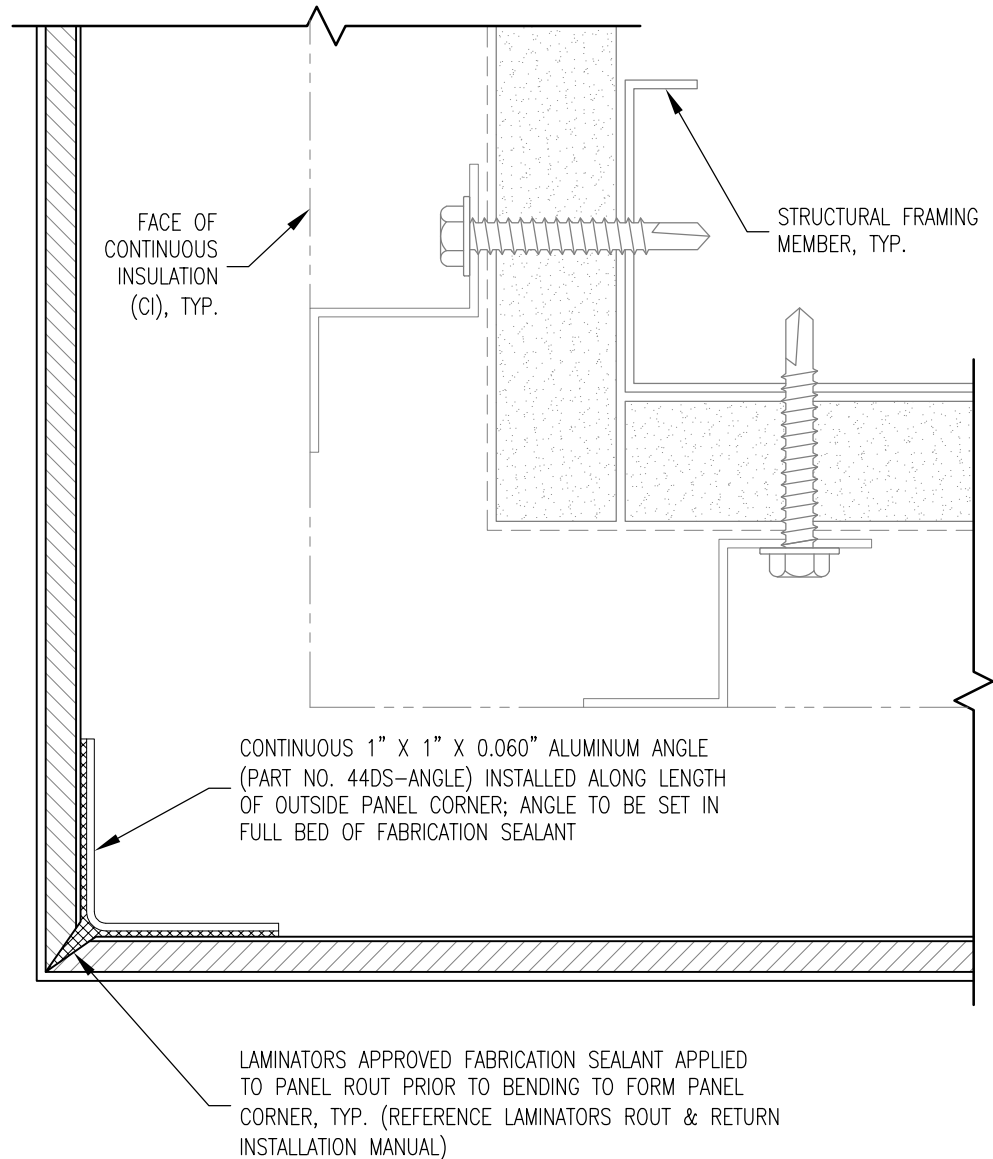 FACE OF
CONTINUOUS
INSULATION
(CI), TYP.
STRUCTURAL FRAMING
MEMBER, TYP.
CONTINUOUS 1” X 1” X 0.060” ALUMINUM ANGLE
(PART NO. 44DS-ANGLE) INSTALLED ALONG LENGTH
OF OUTSIDE PANEL CORNER; ANGLE TO BE SET IN
FULL BED OF FABRICATION SEALANT
LAMINATORS APPROVED FABRICATION SEALANT APPLIED
TO PANEL ROUT PRIOR TO BENDING TO FORM PANEL
CORNER, TYP. (REFERENCE LAMINATORS ROUT & RETURN
INSTALLATION MANUAL)